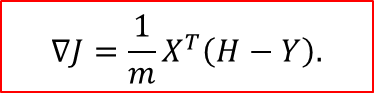 ∇J = 1/m X^T (H − Y).